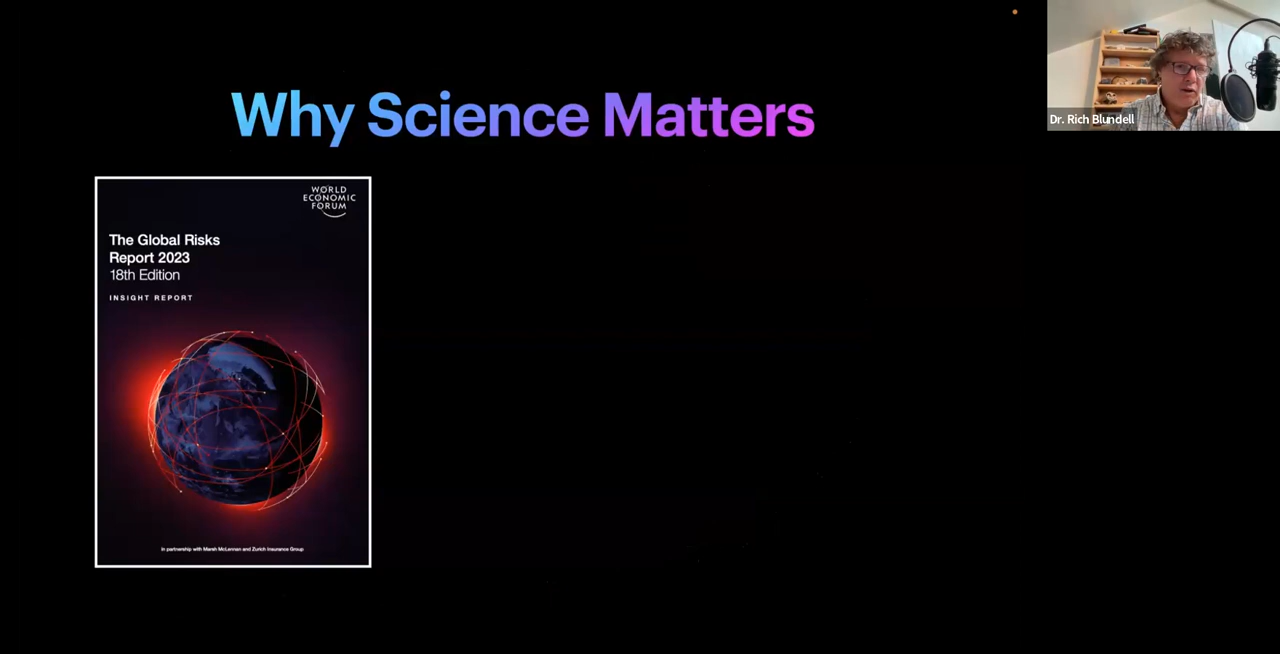 Why Science Matters
Dr. Rich Blundell
WORLD
ECONOMIC
FORUM
The Global Risks
Report 2023
18th Edition
INSIGHT REPORT
In partnership with Marsh McLennan and Zurich Insurance Group